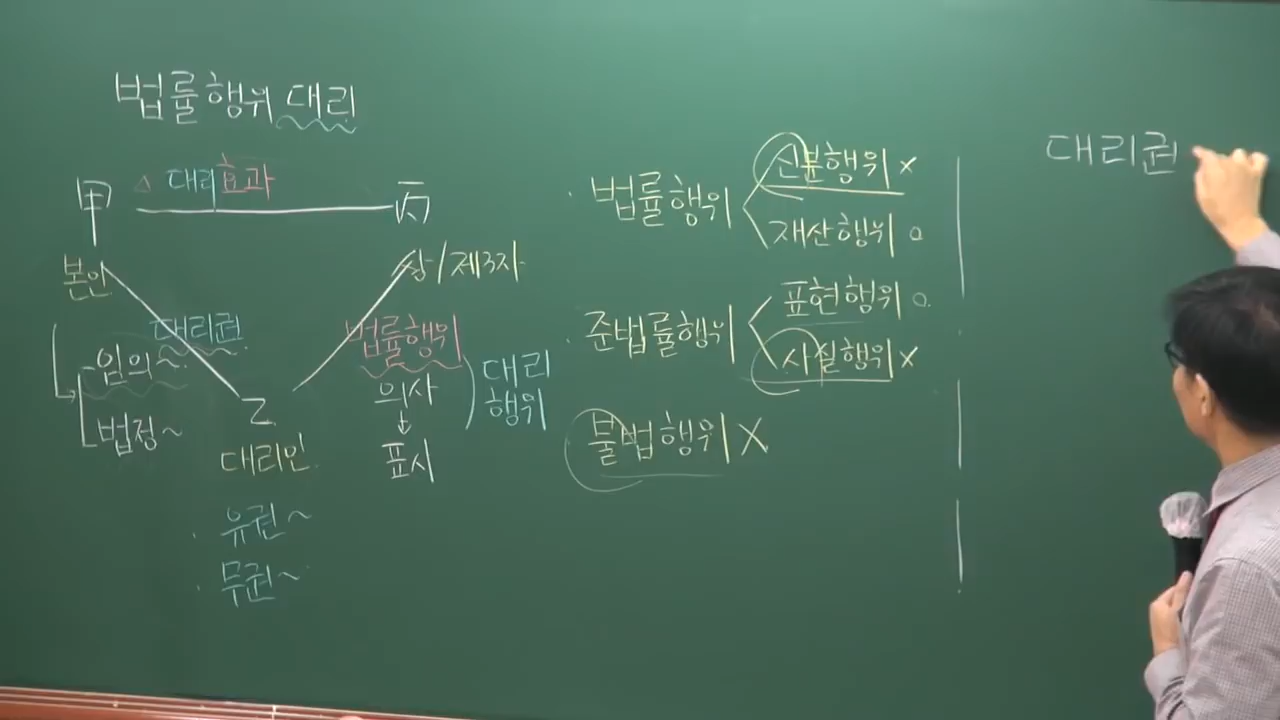 법률행위 대리
甲 △ 대리효과 丙
본인 상/제3자
대리권 법률행위
임의~ 의사 대리
↓ 행위
법정~ 乙 표시
대리인
· 유권~
· 무권~
· 법률행위 신분행위 ×
재산행위 o
· 준법률행위 표현행위 o
사실행위 ×
· 불법행위 X
대리권